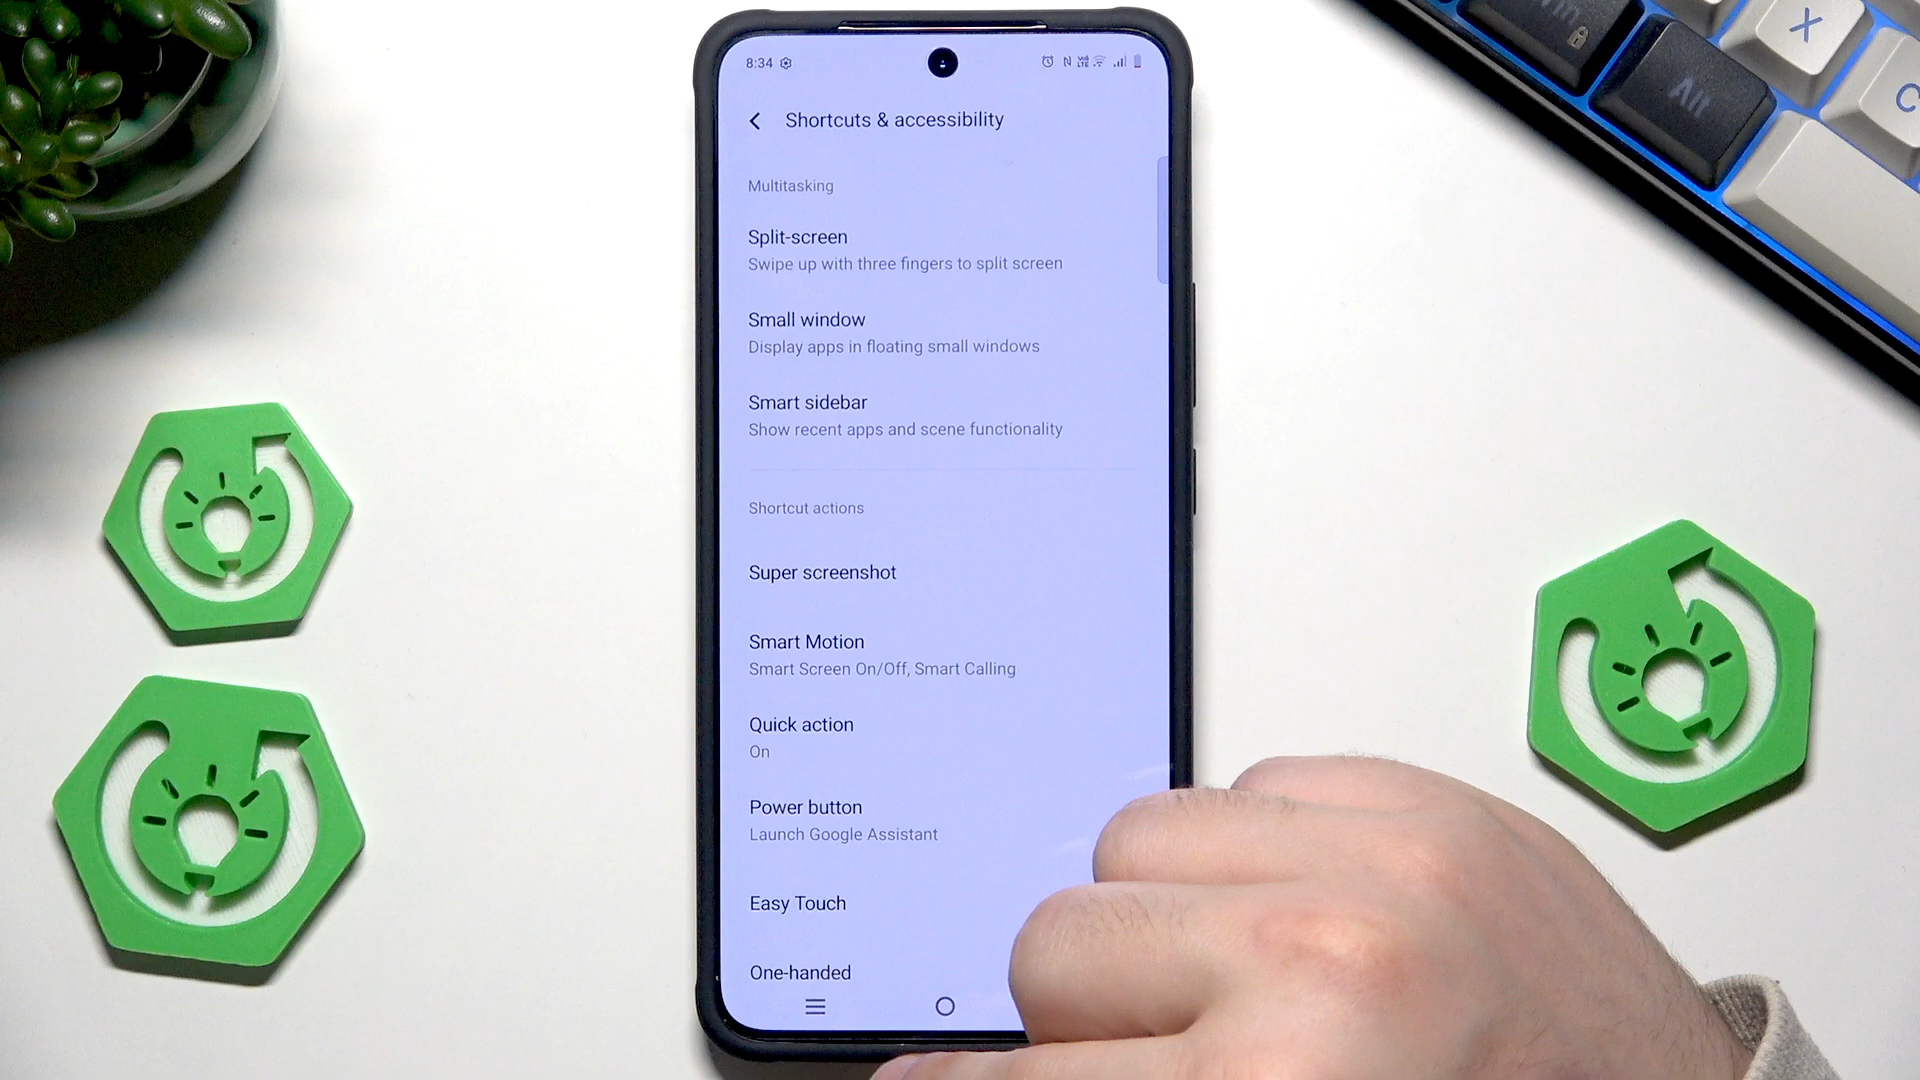 8:34
Shortcuts & accessibility
Multitasking
Split-screen
Swipe up with three fingers to split screen
Small window
Display apps in floating small windows
Smart sidebar
Show recent apps and scene functionality
Shortcut actions
Super screenshot
Smart Motion
Smart Screen On/Off, Smart Calling
Quick action
On
Power button
Launch Google Assistant
Easy Touch
One-handed
Alt
X
C